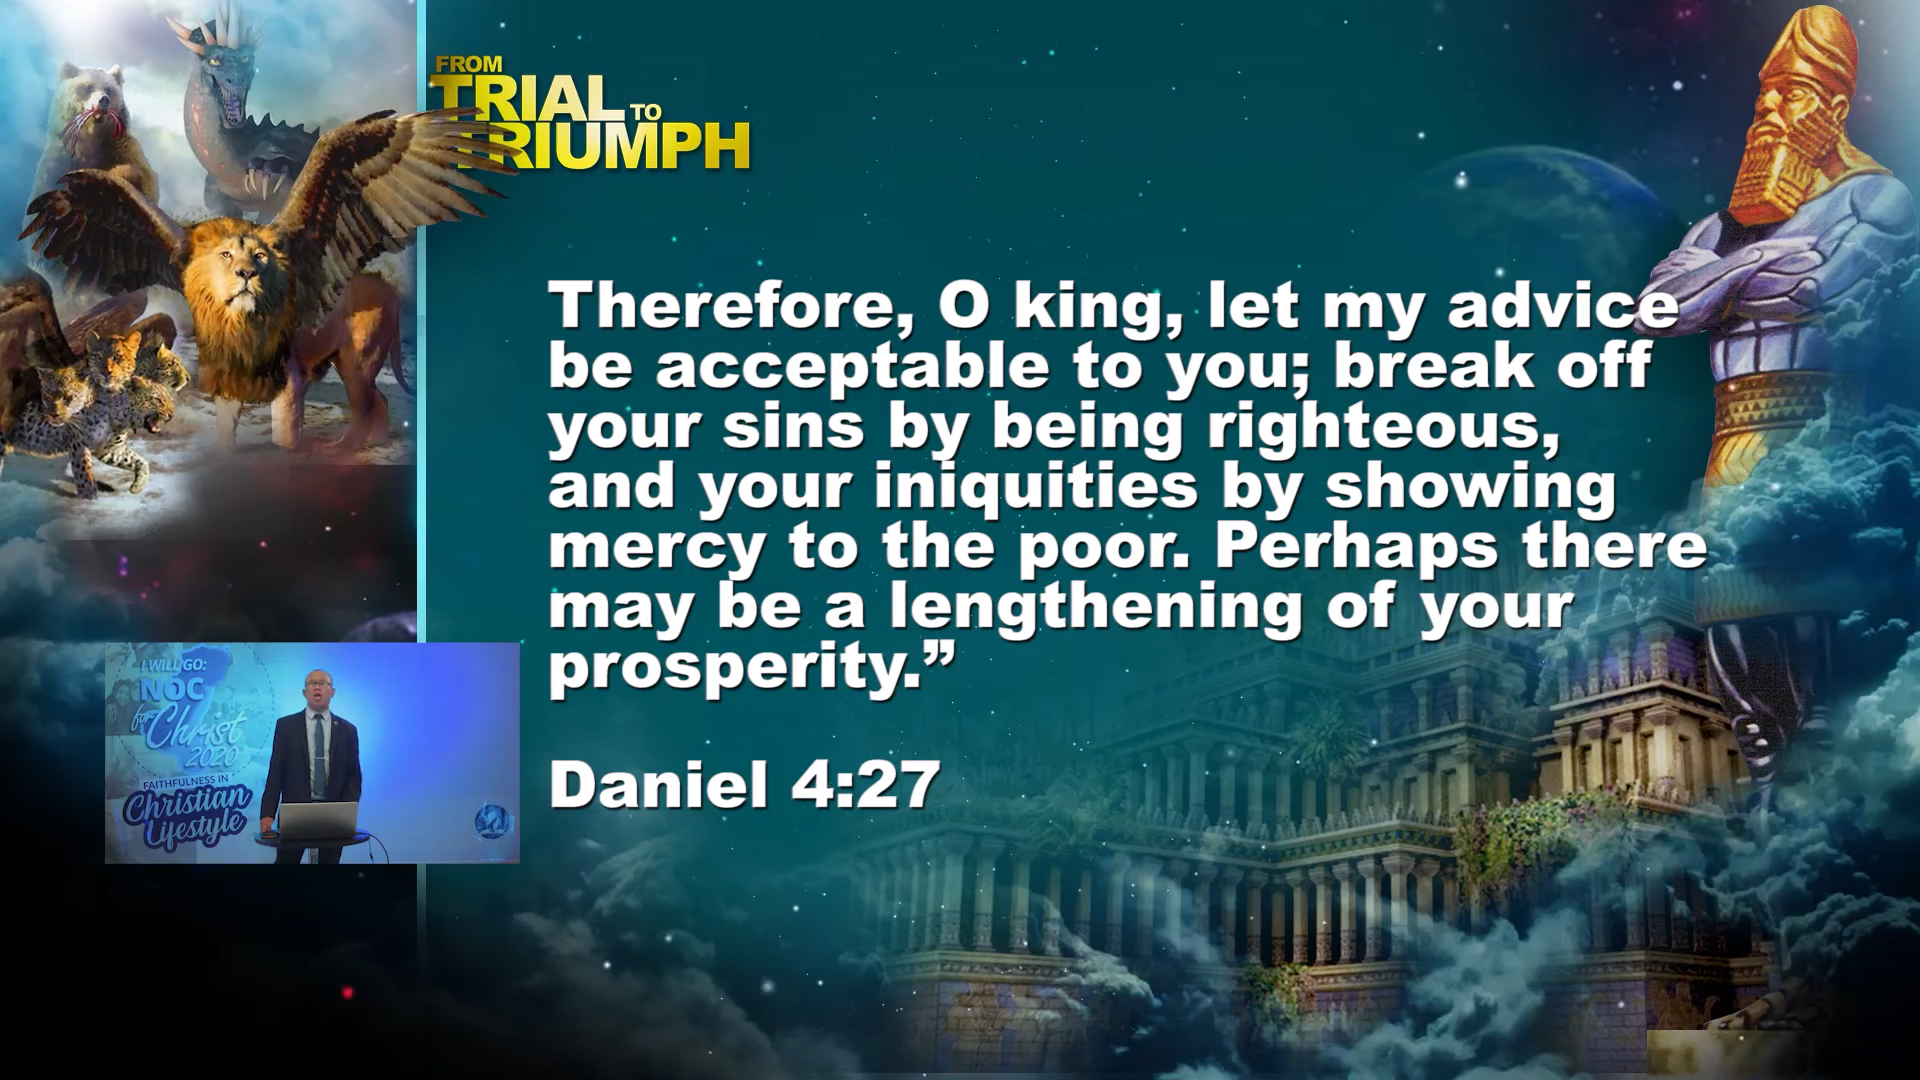 FROM
TRIAL TO
TRIUMPH
Therefore, O king, let my advice
be acceptable to you; break off
your sins by being righteous,
and your iniquities by showing
mercy to the poor. Perhaps there
may be a lengthening of your
prosperity.”
Daniel 4:27
I WILL GO:
NOC
for Christ
2020
FAITHFULNESS IN
Christian
Lifestyle